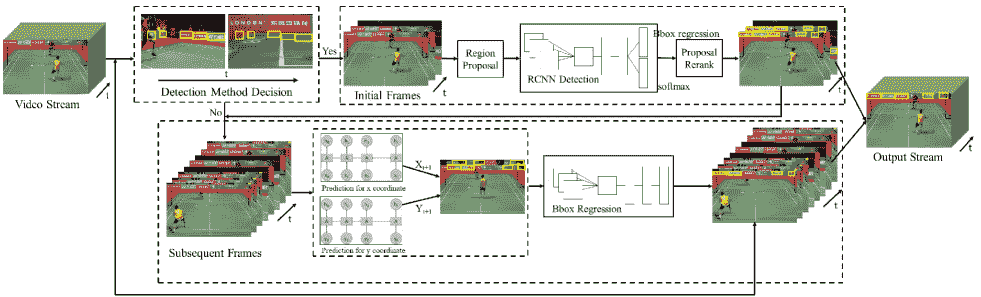 Video Stream
t
t
Detection Method Decision
Yes
No
Initial Frames
t
Region
Proposal
RCNN Detection
Bbox regression
softmax
Proposal
Rerank
t
Subsequent Frames
t
Prediction for x coordinate
Prediction for y coordinate
X_{t+1}
Y_{t+1}
Bbox Regression
t
Output Stream
t